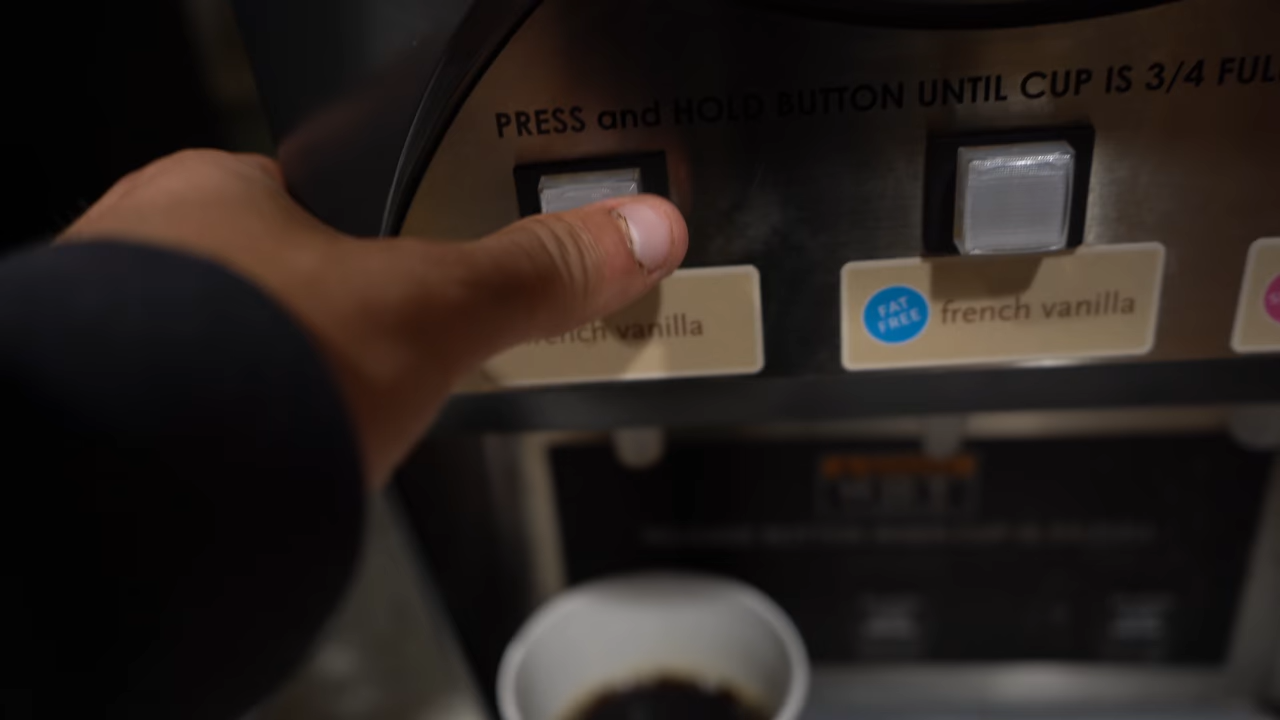 PRESS and HOLD BUTTON UNTIL CUP IS 3/4 FUL
french vanilla
FAT
FREE
french vanilla